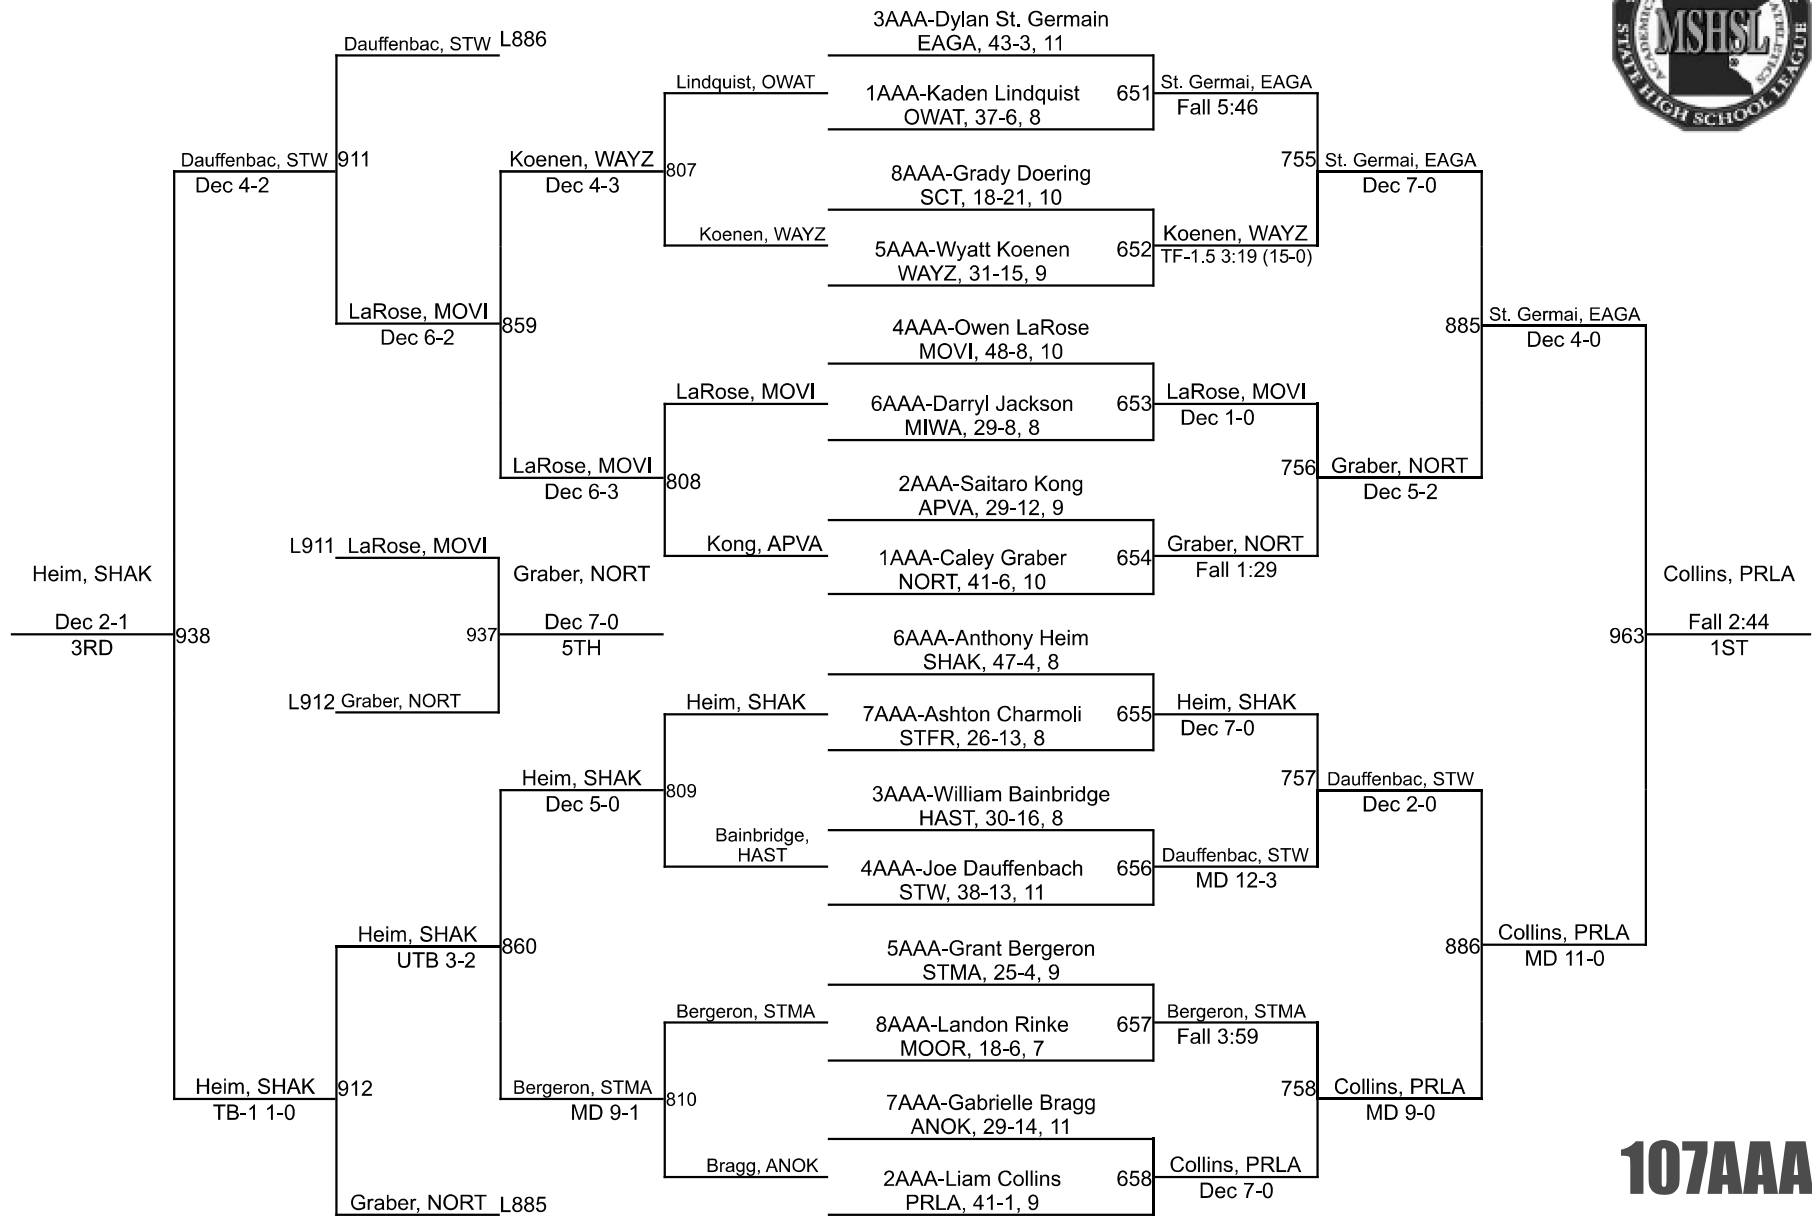 3AAA-Dylan St. Germain
EAGA, 43-3, 11
Dauffenbac, STW L886
Lindquist, OWAT
1AAA-Kaden Lindquist
OWAT, 37-6, 8
651
St. Germai, EAGA
Fall 5:46
MSHSL
STATE HIGH SCHOOL LEAGUE
Dauffenbac, STW
Dec 4-2
911
Koenen, WAYZ
Dec 4-3
807
8AAA-Grady Doering
SCT, 18-21, 10
755
St. Germai, EAGA
Dec 7-0
Koenen, WAYZ
5AAA-Wyatt Koenen
WAYZ, 31-15, 9
652
Koenen, WAYZ
TF-1.5 3:19 (15-0)
LaRose, MOVI
Dec 6-2
859
4AAA-Owen LaRose
MOVI, 48-8, 10
885
St. Germai, EAGA
Dec 4-0
LaRose, MOVI
6AAA-Darryl Jackson
MIWA, 29-8, 8
653
LaRose, MOVI
Dec 1-0
LaRose, MOVI
Dec 6-3
808
2AAA-Saitaro Kong
APVA, 29-12, 9
756
Graber, NORT
Dec 5-2
L911 LaRose, MOVI
Kong, APVA
1AAA-Caley Graber
NORT, 41-6, 10
654
Graber, NORT
Fall 1:29
Heim, SHAK
Dec 2-1
3RD
938
937
Graber, NORT
Dec 7-0
5TH
6AAA-Anthony Heim
SHAK, 47-4, 8
963
Collins, PRLA
Fall 2:44
1ST
L912 Graber, NORT
Heim, SHAK
7AAA-Ashton Charmoli
STFR, 26-13, 8
655
Heim, SHAK
Dec 7-0
Heim, SHAK
Dec 5-0
809
3AAA-William Bainbridge
HAST, 30-16, 8
757
Dauffenbac, STW
Dec 2-0
Bainbridge,
HAST
4AAA-Joe Dauffenbach
STW, 38-13, 11
656
Dauffenbac, STW
MD 12-3
Heim, SHAK
UTB 3-2
860
5AAA-Grant Bergeron
STMA, 25-4, 9
886
Collins, PRLA
MD 11-0
Bergeron, STMA
8AAA-Landon Rinke
MOOR, 18-6, 7
657
Bergeron, STMA
Fall 3:59
Heim, SHAK
TB-1 1-0
912
Bergeron, STMA
MD 9-1
810
7AAA-Gabrielle Bragg
ANOK, 29-14, 11
758
Collins, PRLA
MD 9-0
Bragg, ANOK
2AAA-Liam Collins
PRLA, 41-1, 9
658
Collins, PRLA
Dec 7-0
Graber, NORT L885
107AAA